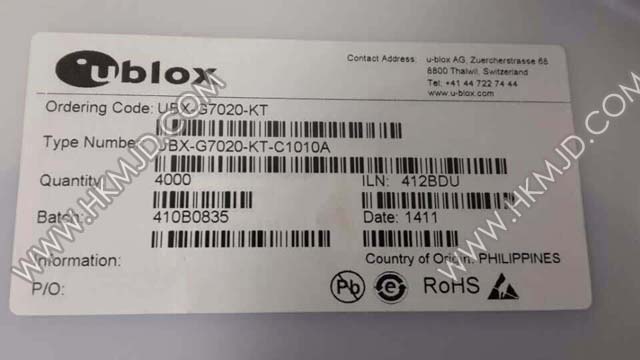 ublox
Contact Address: u-blox AG, Zuercherstrasse 68
8800 Thalwil, Switzerland
Tel: +41 44 722 74 44
www.u-blox.com
Ordering Code: UBX-G7020-KT
Type Number: UBX-G7020-KT-C1010A
Quantity: 4000 ILN: 412BDU
Batch: 410B0835 Date: 1411
Information: Country of Origin: PHILIPPINES
P/O: Pb e RoHS
WWW.HKMJD.COM
WWW.HKMJD.COM
WWW.HKMJD.COM